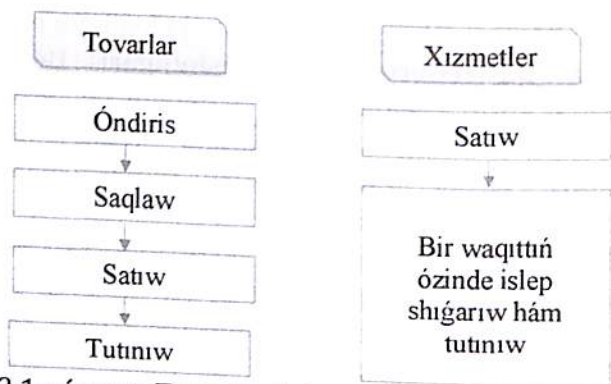 Tovarlar
Óndiris
Saqlaw
Satıw
Tutınıw
Xızmetler
Satıw
Bir waqıttıń
ózinde islep
shıǵarıw hám
tutınıw